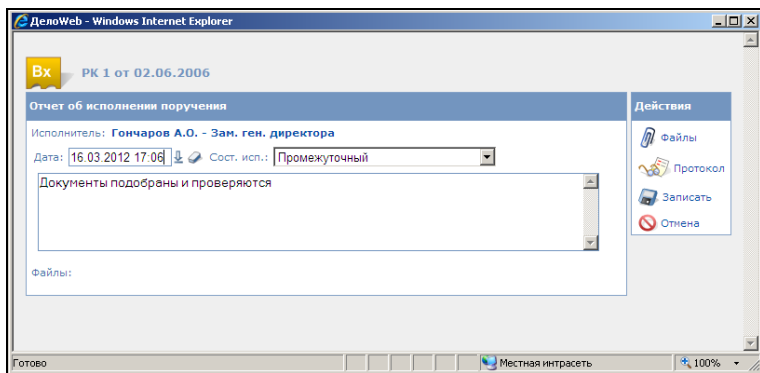 ДелоWeb - Windows Internet Explorer
Вх РК 1 от 02.06.2006
Отчет об исполнении поручения
Действия
Исполнитель: Гончаров А.О. - Зам. ген. директора
Файлы
Дата: 16.03.2012 17:06 Сост. исп.: Промежуточный
Протокол
Документы подобраны и проверяются
Записать
Отмена
Файлы:
Готово Местная интрасеть 100%